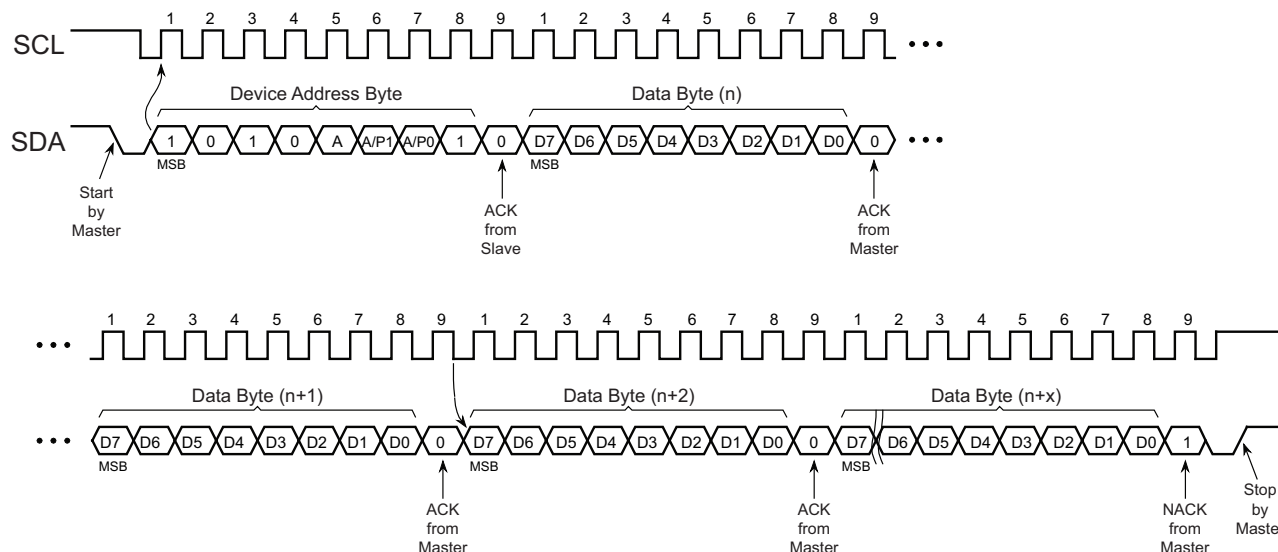 1 2 3 4 5 6 7 8 9 1 2 3 4 5 6 7 8 9
SCL
Device Address Byte Data Byte (n)
SDA 1 0 1 0 A A/P1 A/P0 1 0 D7 D6 D5 D4 D3 D2 D1 D0 0
MSB MSB
Start
by
Master
ACK
from
Slave
ACK
from
Master
1 2 3 4 5 6 7 8 9 1 2 3 4 5 6 7 8 9 1 2 3 4 5 6 7 8 9
Data Byte (n+1) Data Byte (n+2) Data Byte (n+x)
D7 D6 D5 D4 D3 D2 D1 D0 0 D7 D6 D5 D4 D3 D2 D1 D0 0 D7 D6 D5 D4 D3 D2 D1 D0 1
MSB MSB MSB
ACK
from
Master
ACK
from
Master
NACK
from
Master
Stop
by
Master